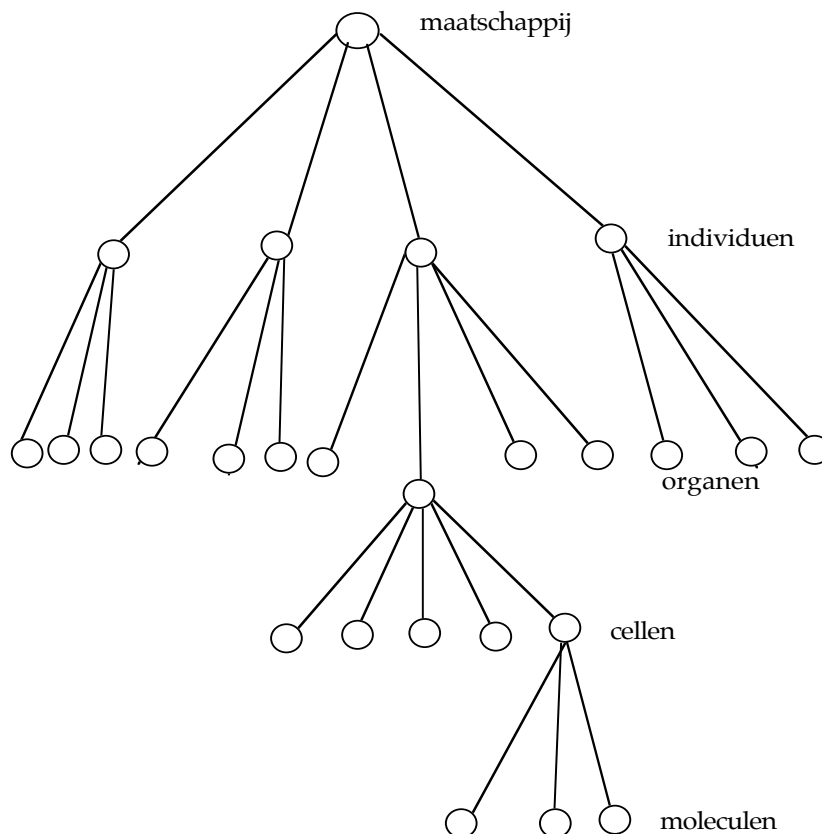 maatschappij
individuen
organen
cellen
moleculen